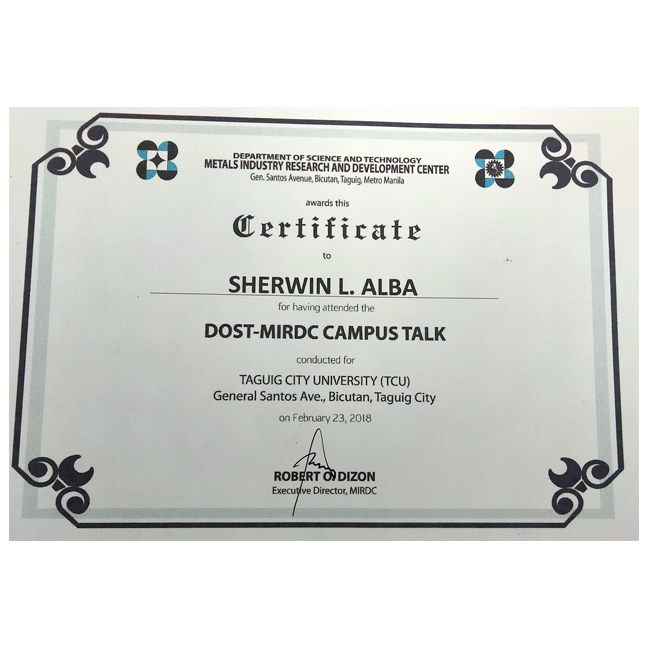 DEPARTMENT OF SCIENCE AND TECHNOLOGY
METALS INDUSTRY RESEARCH AND DEVELOPMENT CENTER
Gen. Santos Avenue, Bicutan, Taguig, Metro Manila
awards this
Certificate
to
SHERWIN L. ALBA
for having attended the
DOST-MIRDC CAMPUS TALK
conducted for
TAGUIG CITY UNIVERSITY (TCU)
General Santos Ave., Bicutan, Taguig City
on February 23, 2018
ROBERT O. DIZON
Executive Director, MIRDC